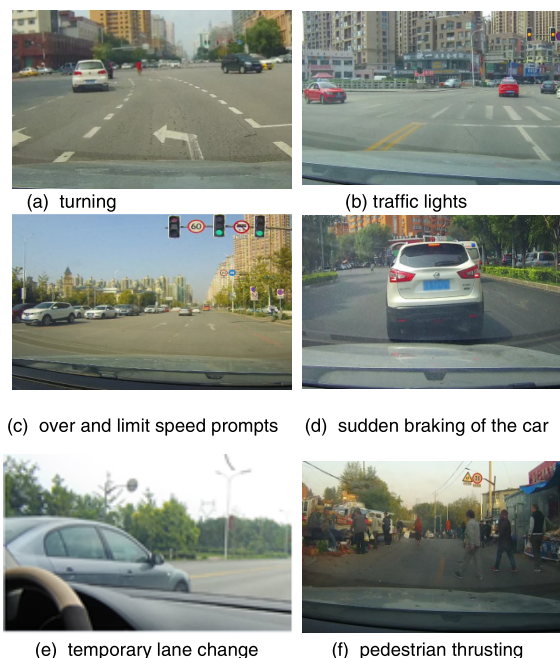 (a) turning
(b) traffic lights
60
(c) over and limit speed prompts
(d) sudden braking of the car
(e) temporary lane change
(f) pedestrian thrusting